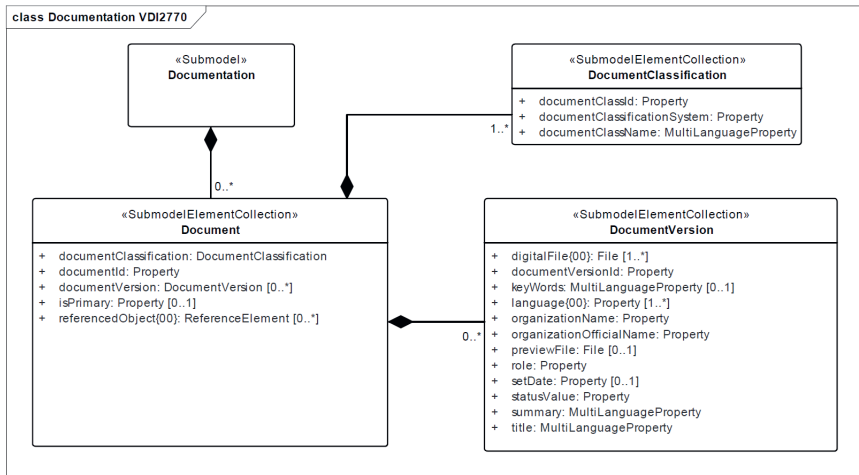 class Documentation VDI2770
«Submodel»
Documentation
«SubmodelElementCollection»
DocumentClassification
+ documentClassId: Property
+ documentClassificationSystem: Property
+ documentClassName: MultiLanguageProperty
1..*
0..*
«SubmodelElementCollection»
Document
+ documentClassification: DocumentClassification
+ documentId: Property
+ documentVersion: DocumentVersion [0..*]
+ isPrimary: Property [0..1]
+ referencedObject{00}: ReferenceElement [0..*]
0..*
«SubmodelElementCollection»
DocumentVersion
+ digitalFile{00}: File [1..*]
+ documentVersionId: Property
+ keyWords: MultiLanguageProperty [0..1]
+ language{00}: Property [1..*]
+ organizationName: Property
+ organizationOfficialName: Property
+ previewFile: File [0..1]
+ role: Property
+ setDate: Property [0..1]
+ statusValue: Property
+ summary: MultiLanguageProperty
+ title: MultiLanguageProperty